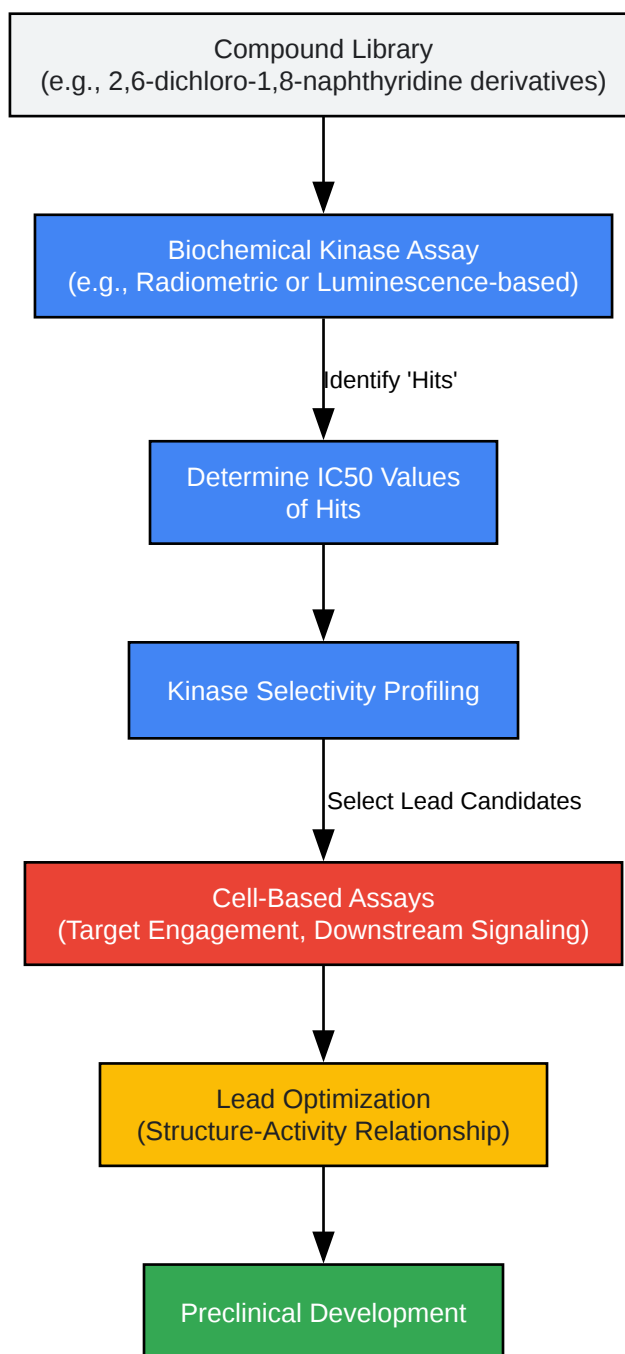 Compound Library
(e.g., 2,6-dichloro-1,8-naphthyridine derivatives)
Biochemical Kinase Assay
(e.g., Radiometric or Luminescence-based)
Identify 'Hits'
Determine IC50 Values
of Hits
Kinase Selectivity Profiling
Select Lead Candidates
Cell-Based Assays
(Target Engagement, Downstream Signaling)
Lead Optimization
(Structure-Activity Relationship)
Preclinical Development